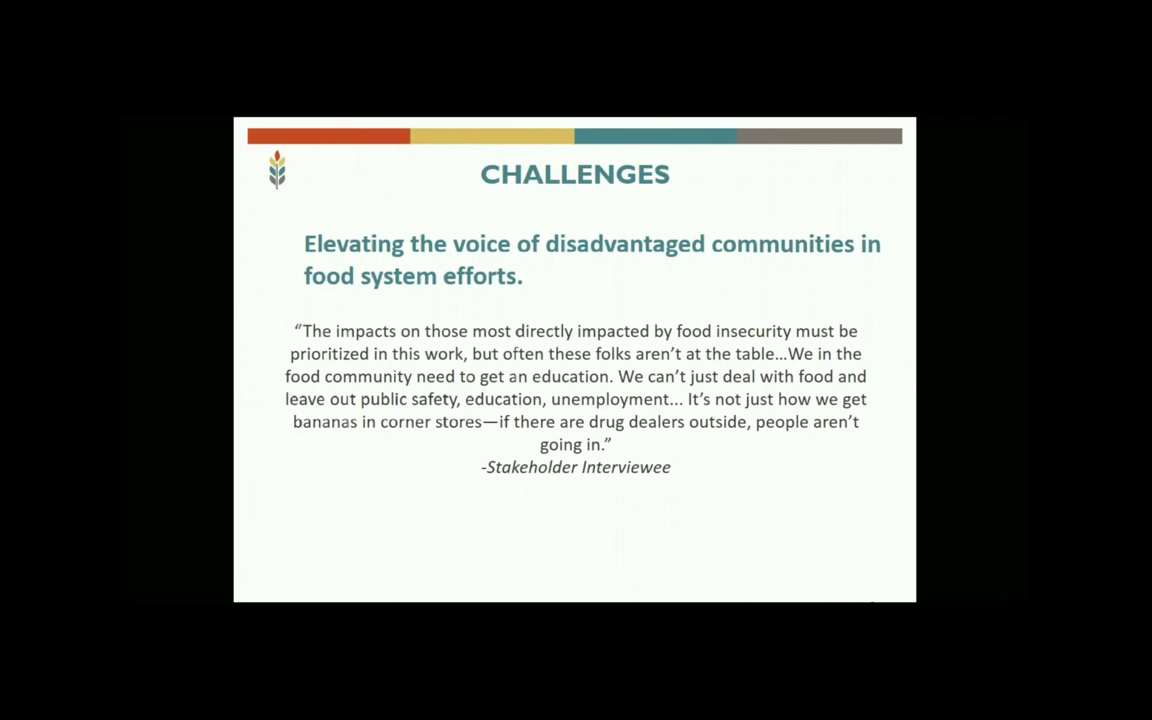 CHALLENGES
Elevating the voice of disadvantaged communities in
food system efforts.
“The impacts on those most directly impacted by food insecurity must be
prioritized in this work, but often these folks aren’t at the table...We in the
food community need to get an education. We can’t just deal with food and
leave out public safety, education, unemployment... It’s not just how we get
bananas in corner stores—if there are drug dealers outside, people aren’t
going in.”
-Stakeholder Interviewee